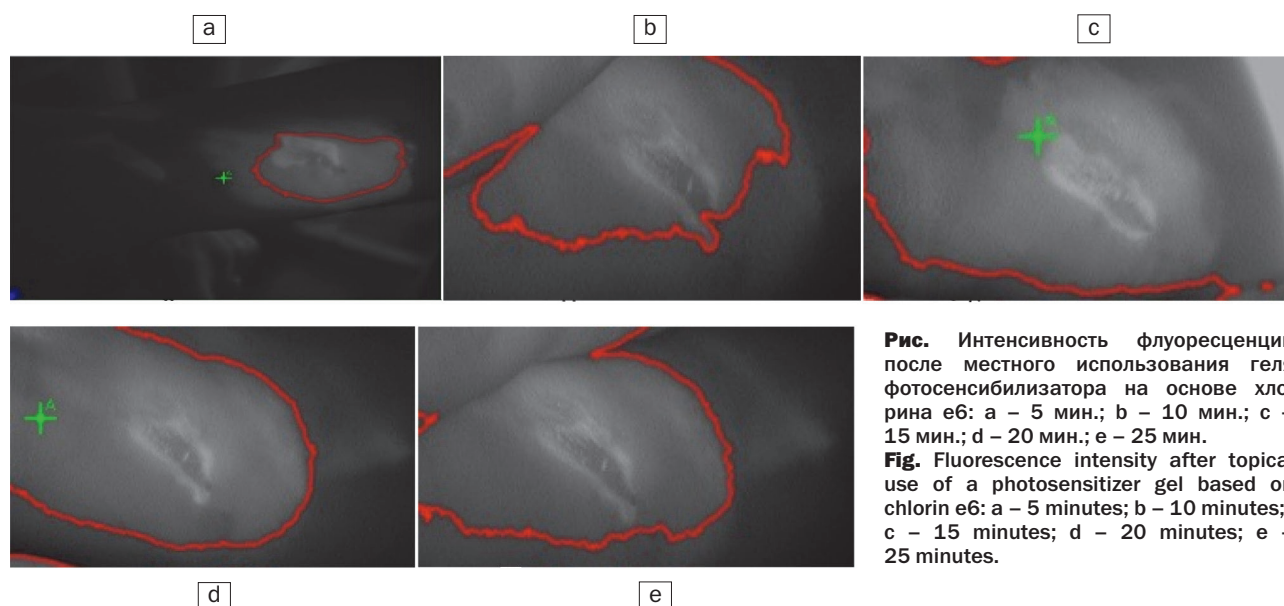 a
b
c
A
Рис. Интенсивность флуоресценции
после местного использования геля
фотосенсибилизатора на основе хло
рина е6: a – 5 мин.; b – 10 мин.; c –
15 мин.; d – 20 мин.; e – 25 мин.
Fig. Fluorescence intensity after topica
use of a photosensitizer gel based on
chlorin e6: a – 5 minutes; b – 10 minutes;
c – 15 minutes; d – 20 minutes; e –
25 minutes.
d
e